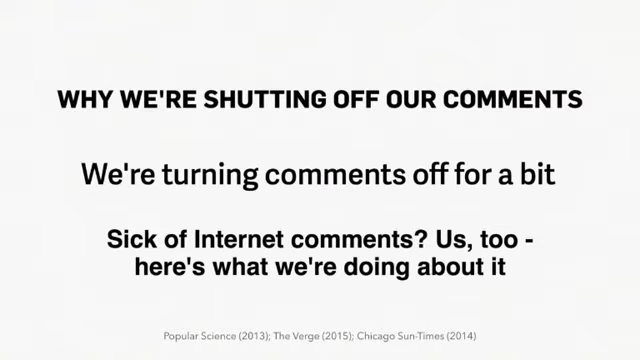 WHY WE'RE SHUTTING OFF OUR COMMENTS
We're turning comments off for a bit
Sick of Internet comments? Us, too -
here's what we're doing about it
Popular Science (2013); The Verge (2015); Chicago Sun-Times (2014)